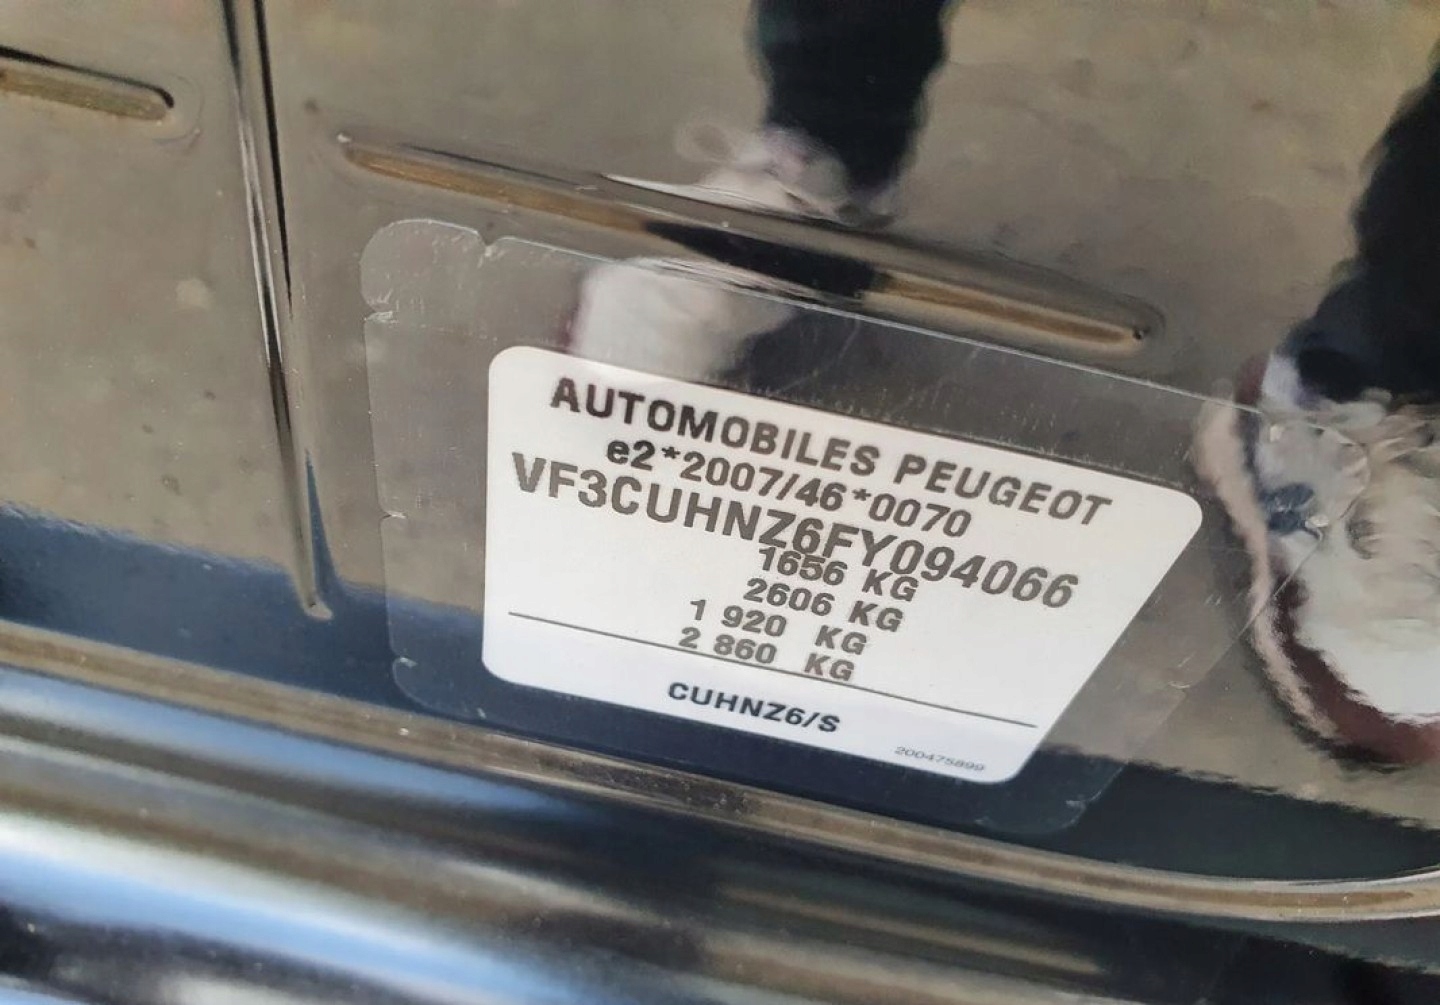 AUTOMOBILES PEUGEOT
e2*2007/46*0070
VF3CUHNZ6FY094066
1656 KG
2606 KG
1 920 KG
2 860 KG
CUHNZ6/S
200475899